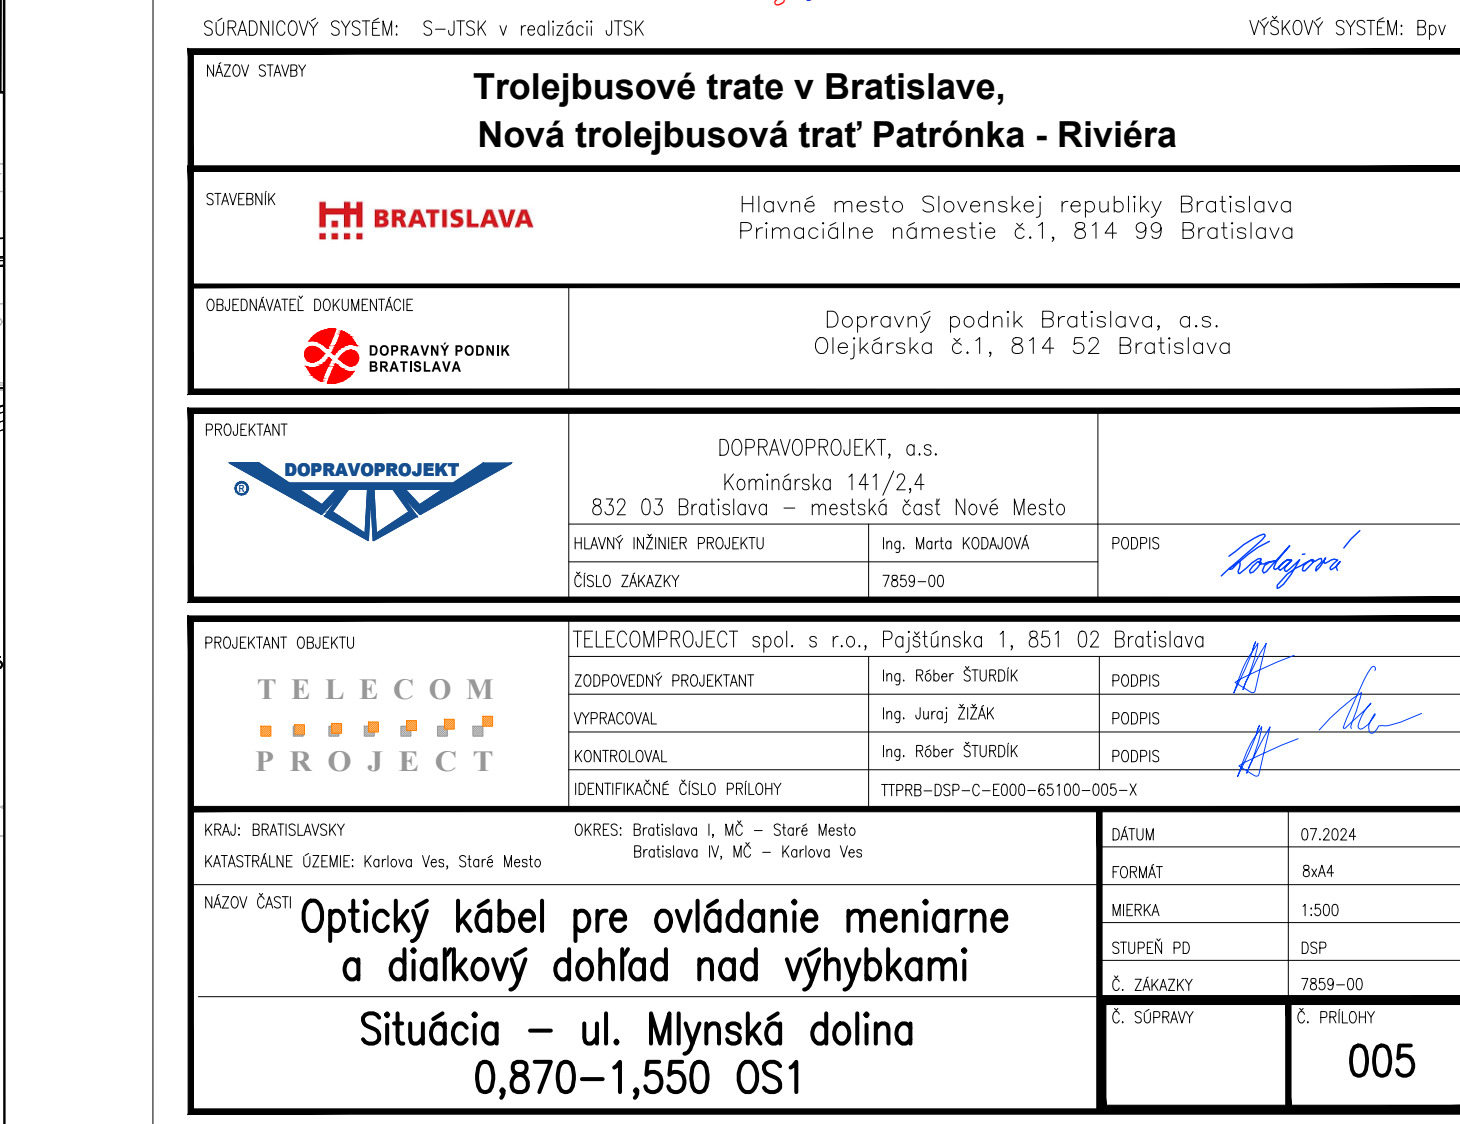 SÚRADNICOVÝ SYSTÉM: S-JTSK v realizácii JTSK
VÝŠKOVÝ SYSTÉM: Bpv
NÁZOV STAVBY
Trolejbusové trate v Bratislave,
Nová trolejbusová trať Patrónka - Riviéra
STAVEBNÍK
BRATISLAVA
Hlavné mesto Slovenskej republiky Bratislava
Primaciálne námestie č.1, 814 99 Bratislava
OBJEDNÁVATEĽ DOKUMENTÁCIE
DOPRAVNÝ PODNIK
BRATISLAVA
Dopravný podnik Bratislava, a.s.
Olejkárska č.1, 814 52 Bratislava
PROJEKTANT
DOPRAVOPROJEKT
®
DOPRAVOPROJEKT, a.s.
Kominárska 141/2,4
832 03 Bratislava – mestská časť Nové Mesto
HLAVNÝ INŽINIER PROJEKTU Ing. Marta KODAJOVÁ PODPIS Kodajová
ČÍSLO ZÁKAZKY 7859-00
PROJEKTANT OBJEKTU
TELECOM
PROJECT
TELECOMPROJECT spol. s r.o., Pajštúnska 1, 851 02 Bratislava
ZODPOVEDNÝ PROJEKTANT Ing. Róber ŠTURDÍK PODPIS
VYPRACOVAL Ing. Juraj ŽIŽÁK PODPIS
KONTROLOVAL Ing. Róber ŠTURDÍK PODPIS
IDENTIFIKAČNÉ ČÍSLO PRÍLOHY TTPRB-DSP-C-E000-65100-005-X
KRAJ: BRATISLAVSKY
KATASTRÁLNE ÚZEMIE: Karlova Ves, Staré Mesto
OKRES: Bratislava I, MČ – Staré Mesto
Bratislava IV, MČ – Karlova Ves
NÁZOV ČASTI
Optický kábel pre ovládanie meniarne
a diaľkový dohľad nad výhybkami
Situácia – ul. Mlynská dolina
0,870-1,550 OS1
DÁTUM 07.2024
FORMÁT 8xA4
MIERKA 1:500
STUPEŇ PD DSP
Č. ZÁKAZKY 7859-00
Č. SÚPRAVY
Č. PRÍLOHY
005